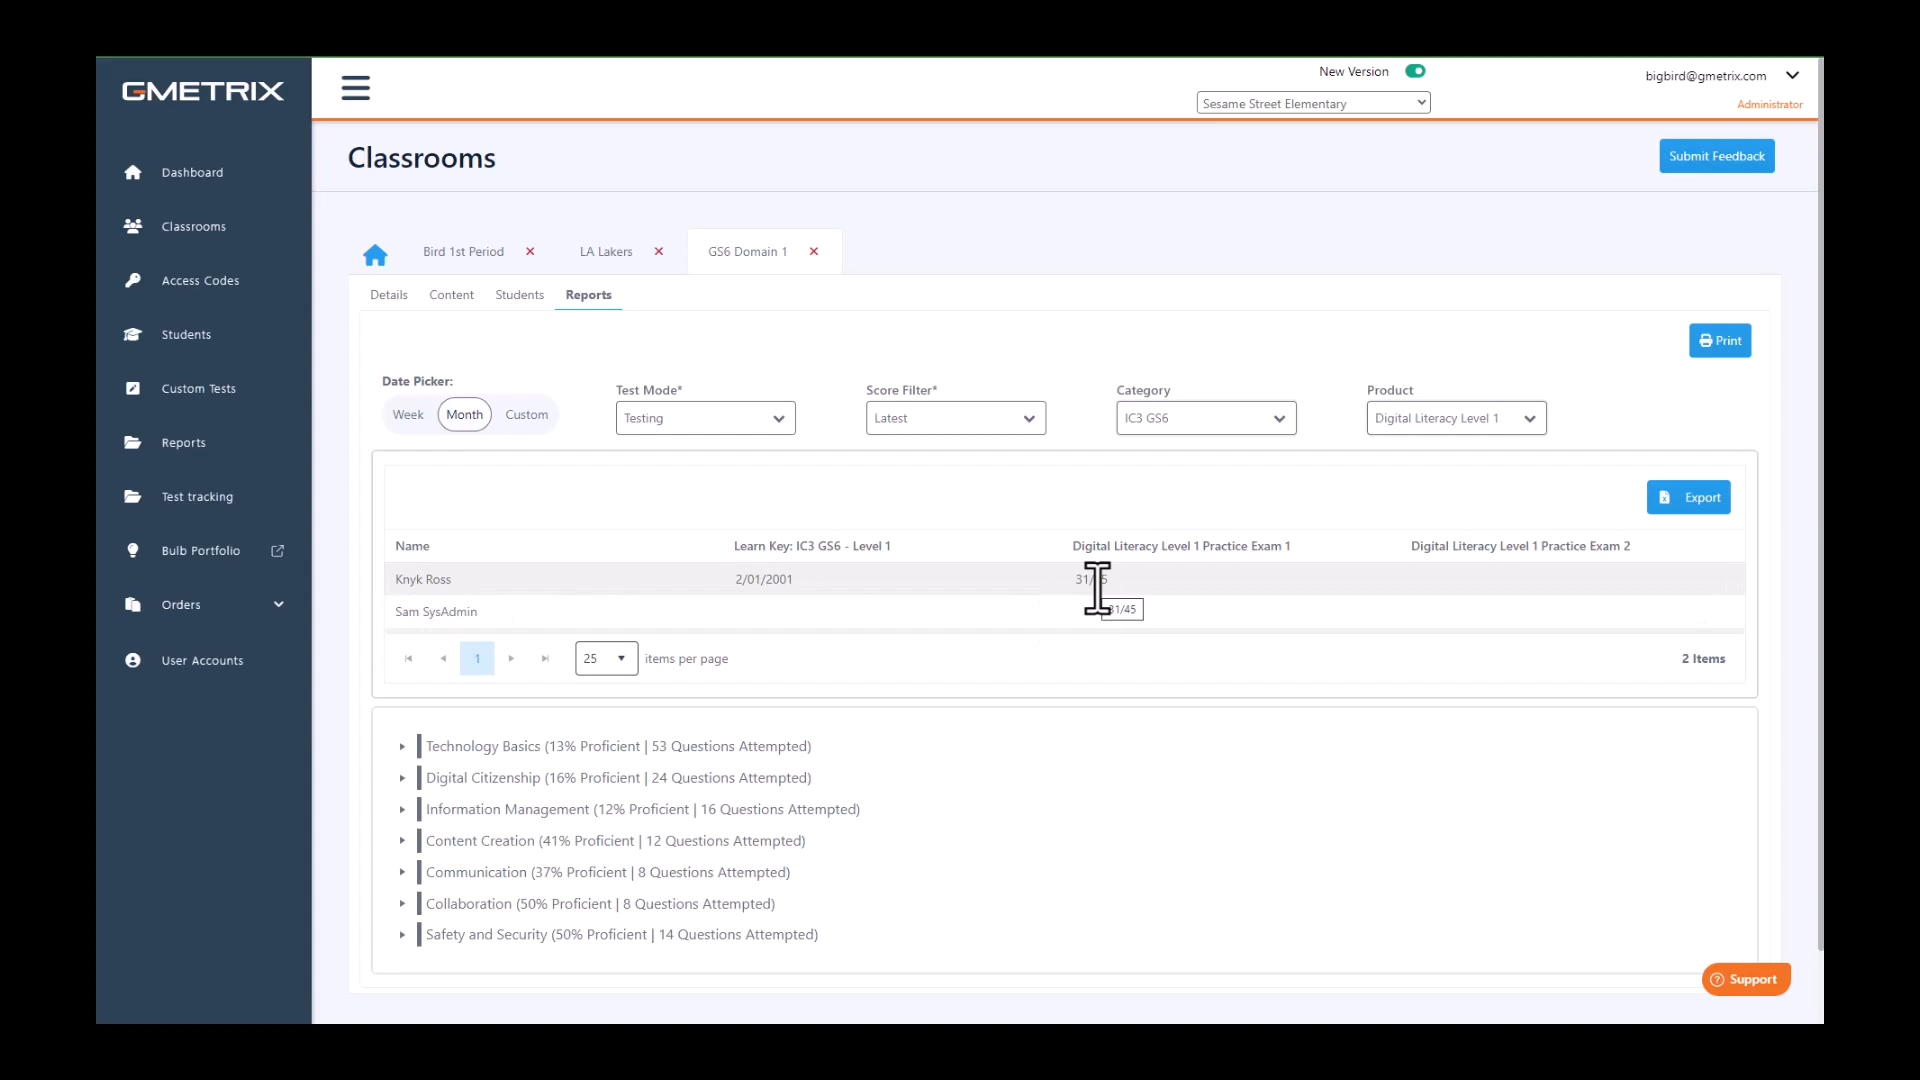 GMETRIX
New Version
bigbird@gmetrix.com
Sesame Street Elementary
Administrator
Classrooms
Submit Feedback
Dashboard
Classrooms
Access Codes
Students
Custom Tests
Reports
Test tracking
Bulb Portfolio
Orders
User Accounts
Bird 1st Period
LA Lakers
GS6 Domain 1
Details Content Students Reports
Print
Date Picker:
Week Month Custom
Test Mode*
Testing
Score Filter*
Latest
Category
IC3 GS6
Product
Digital Literacy Level 1
Export
Name Learn Key: IC3 GS6 - Level 1 Digital Literacy Level 1 Practice Exam 1 Digital Literacy Level 1 Practice Exam 2
Knyk Ross 2/01/2001
Sam SysAdmin
31/45
1
25 items per page
2 Items
Technology Basics (13% Proficient | 53 Questions Attempted)
Digital Citizenship (16% Proficient | 24 Questions Attempted)
Information Management (12% Proficient | 16 Questions Attempted)
Content Creation (41% Proficient | 12 Questions Attempted)
Communication (37% Proficient | 8 Questions Attempted)
Collaboration (50% Proficient | 8 Questions Attempted)
Safety and Security (50% Proficient | 14 Questions Attempted)
Support